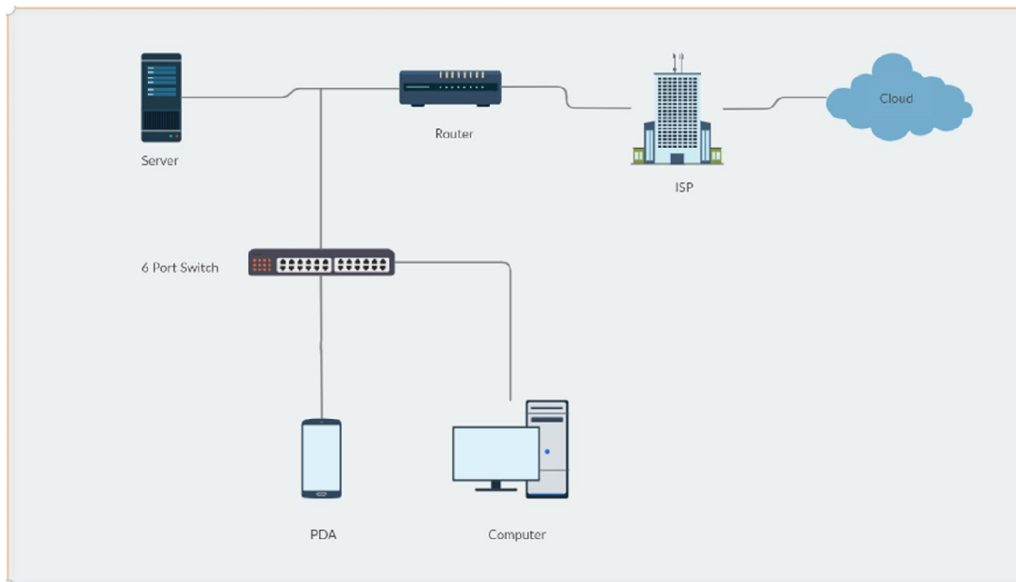 Cloud
Router
Server
ISP
6 Port Switch
PDA
Computer